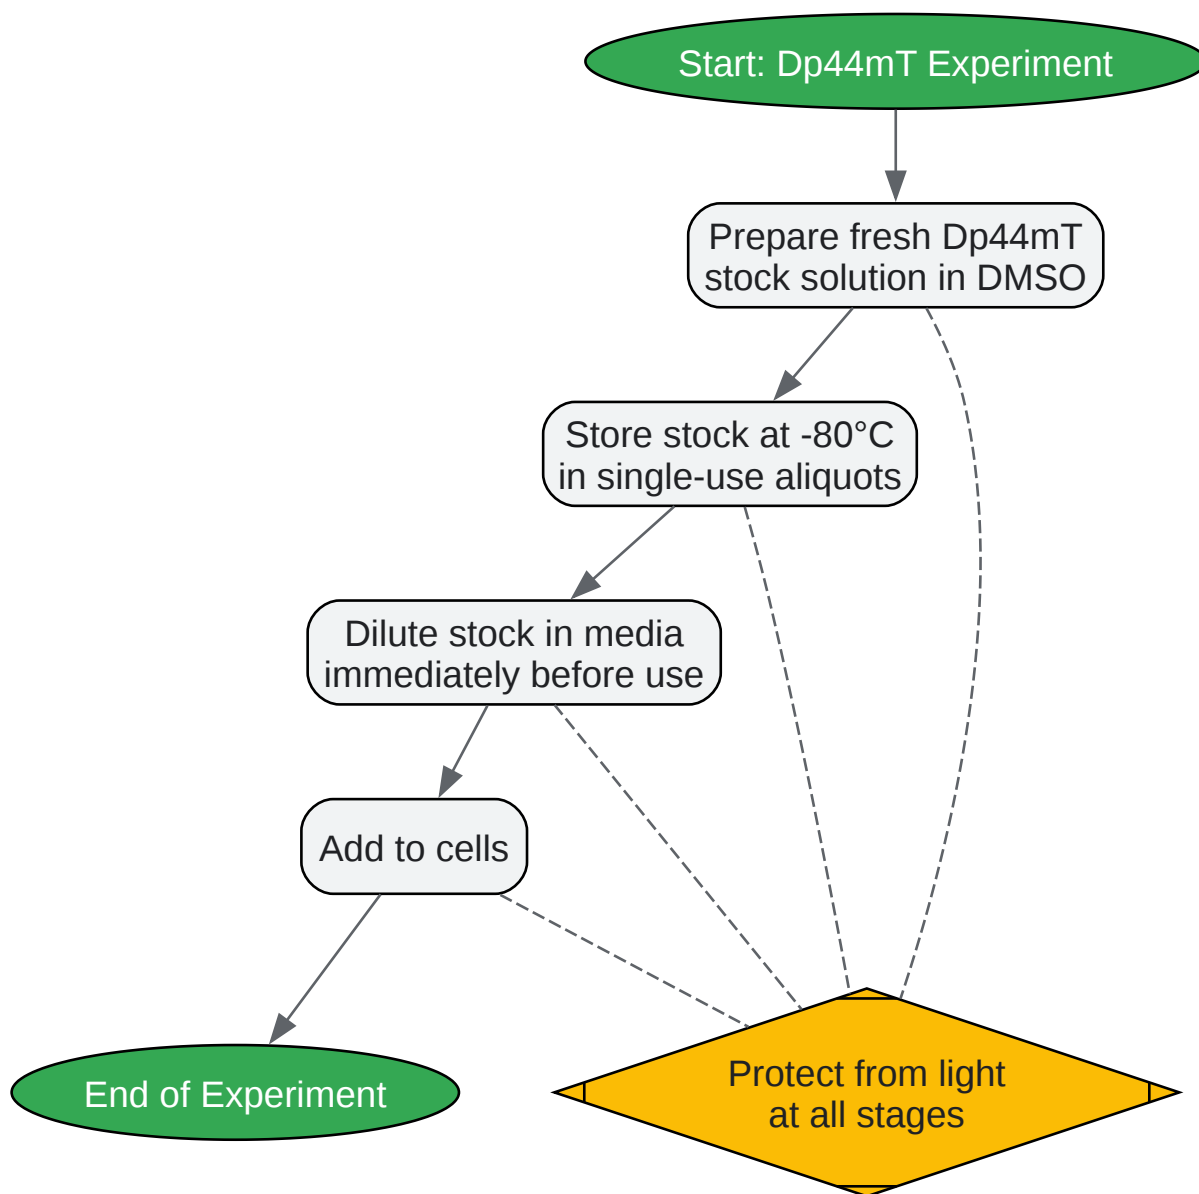 Start: Dp44mT Experiment
Prepare fresh Dp44mT
stock solution in DMSO
Store stock at -80°C
in single-use aliquots
Dilute stock in media
immediately before use
Add to cells
End of Experiment
Protect from light
at all stages